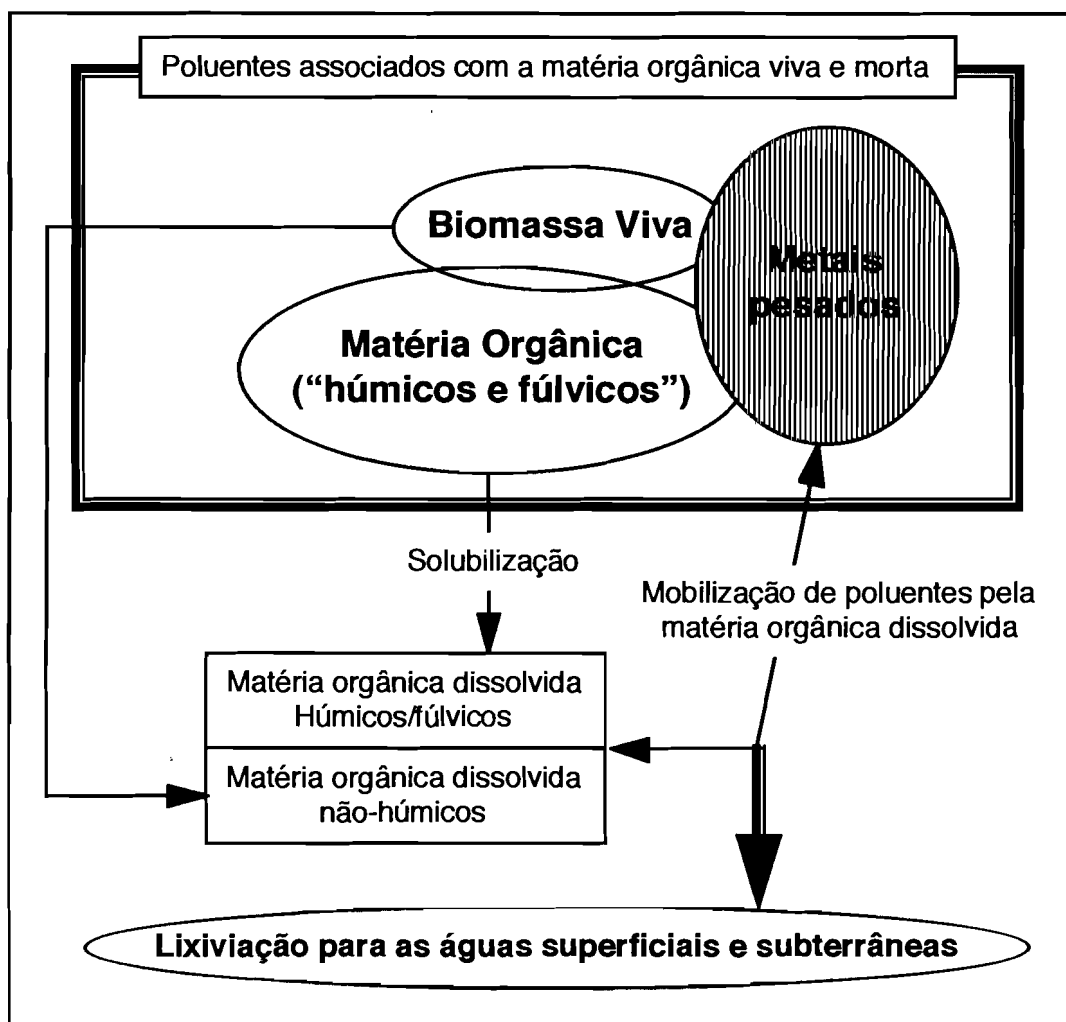 Poluentes associados com a matéria orgânica viva e morta
Biomassa Viva
Metais
pesados
Matéria Orgânica
(“húmicos e fúlvicos”)
Solubilização
Mobilização de poluentes pela
matéria orgânica dissolvida
Matéria orgânica dissolvida
Húmicos/fúlvicos
Matéria orgânica dissolvida
não-húmicos
Lixiviação para as águas superficiais e subterrâneas